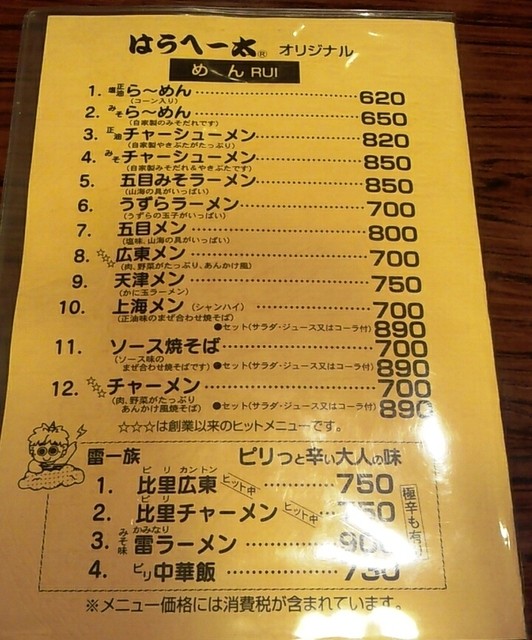 はらへー太® オリジナル
め〜んRUI
1. 正油 ら〜めん 620
(コーン入り)
2. みそ ら〜めん 650
(自家製のみそだれです)
3. 正油 チャーシューメン 820
(自家製やきぶたがたっぷり)
4. みそ チャーシューメン 850
(自家製みそだれ&やきぶたです)
5. 五目みそラーメン 850
(山海の具がいっぱい)
6. うずらラーメン 700
(うずらの玉子がいっぱい)
7. 五目メン 800
(塩味、山海の具がいっぱい)
8. ☆☆☆ 広東メン 700
(肉、野菜がたっぷり、あんかけ風)
9. 天津メン 750
(かに玉ラーメン)
10. 上海メン (シャンハイ) 700
(正油味のまぜ合わせ焼そば) ●セット(サラダ・ジュース又はコーラ付) 890
11. ソース焼そば 700
(ソース味の
まぜ合わせ焼そばです) ●セット(サラダ・ジュース又はコーラ付) 890
12. ☆☆☆ チャーメン 700
(肉、野菜がたっぷり
あんかけ風焼そば) ●セット(サラダ・ジュース又はコーラ付) 890
☆☆☆は創業以来のヒットメニューです。
雷一族 ピリっと辛い大人の味
1. 比里広東 ピリ カントン ヒット中 750
2. 比里チャーメン ピリ ヒット中 750
3. みそ味 雷ラーメン かみなり
4. ピリ中華飯 750
極辛も有
※メニュー価格には消費税が含まれています。